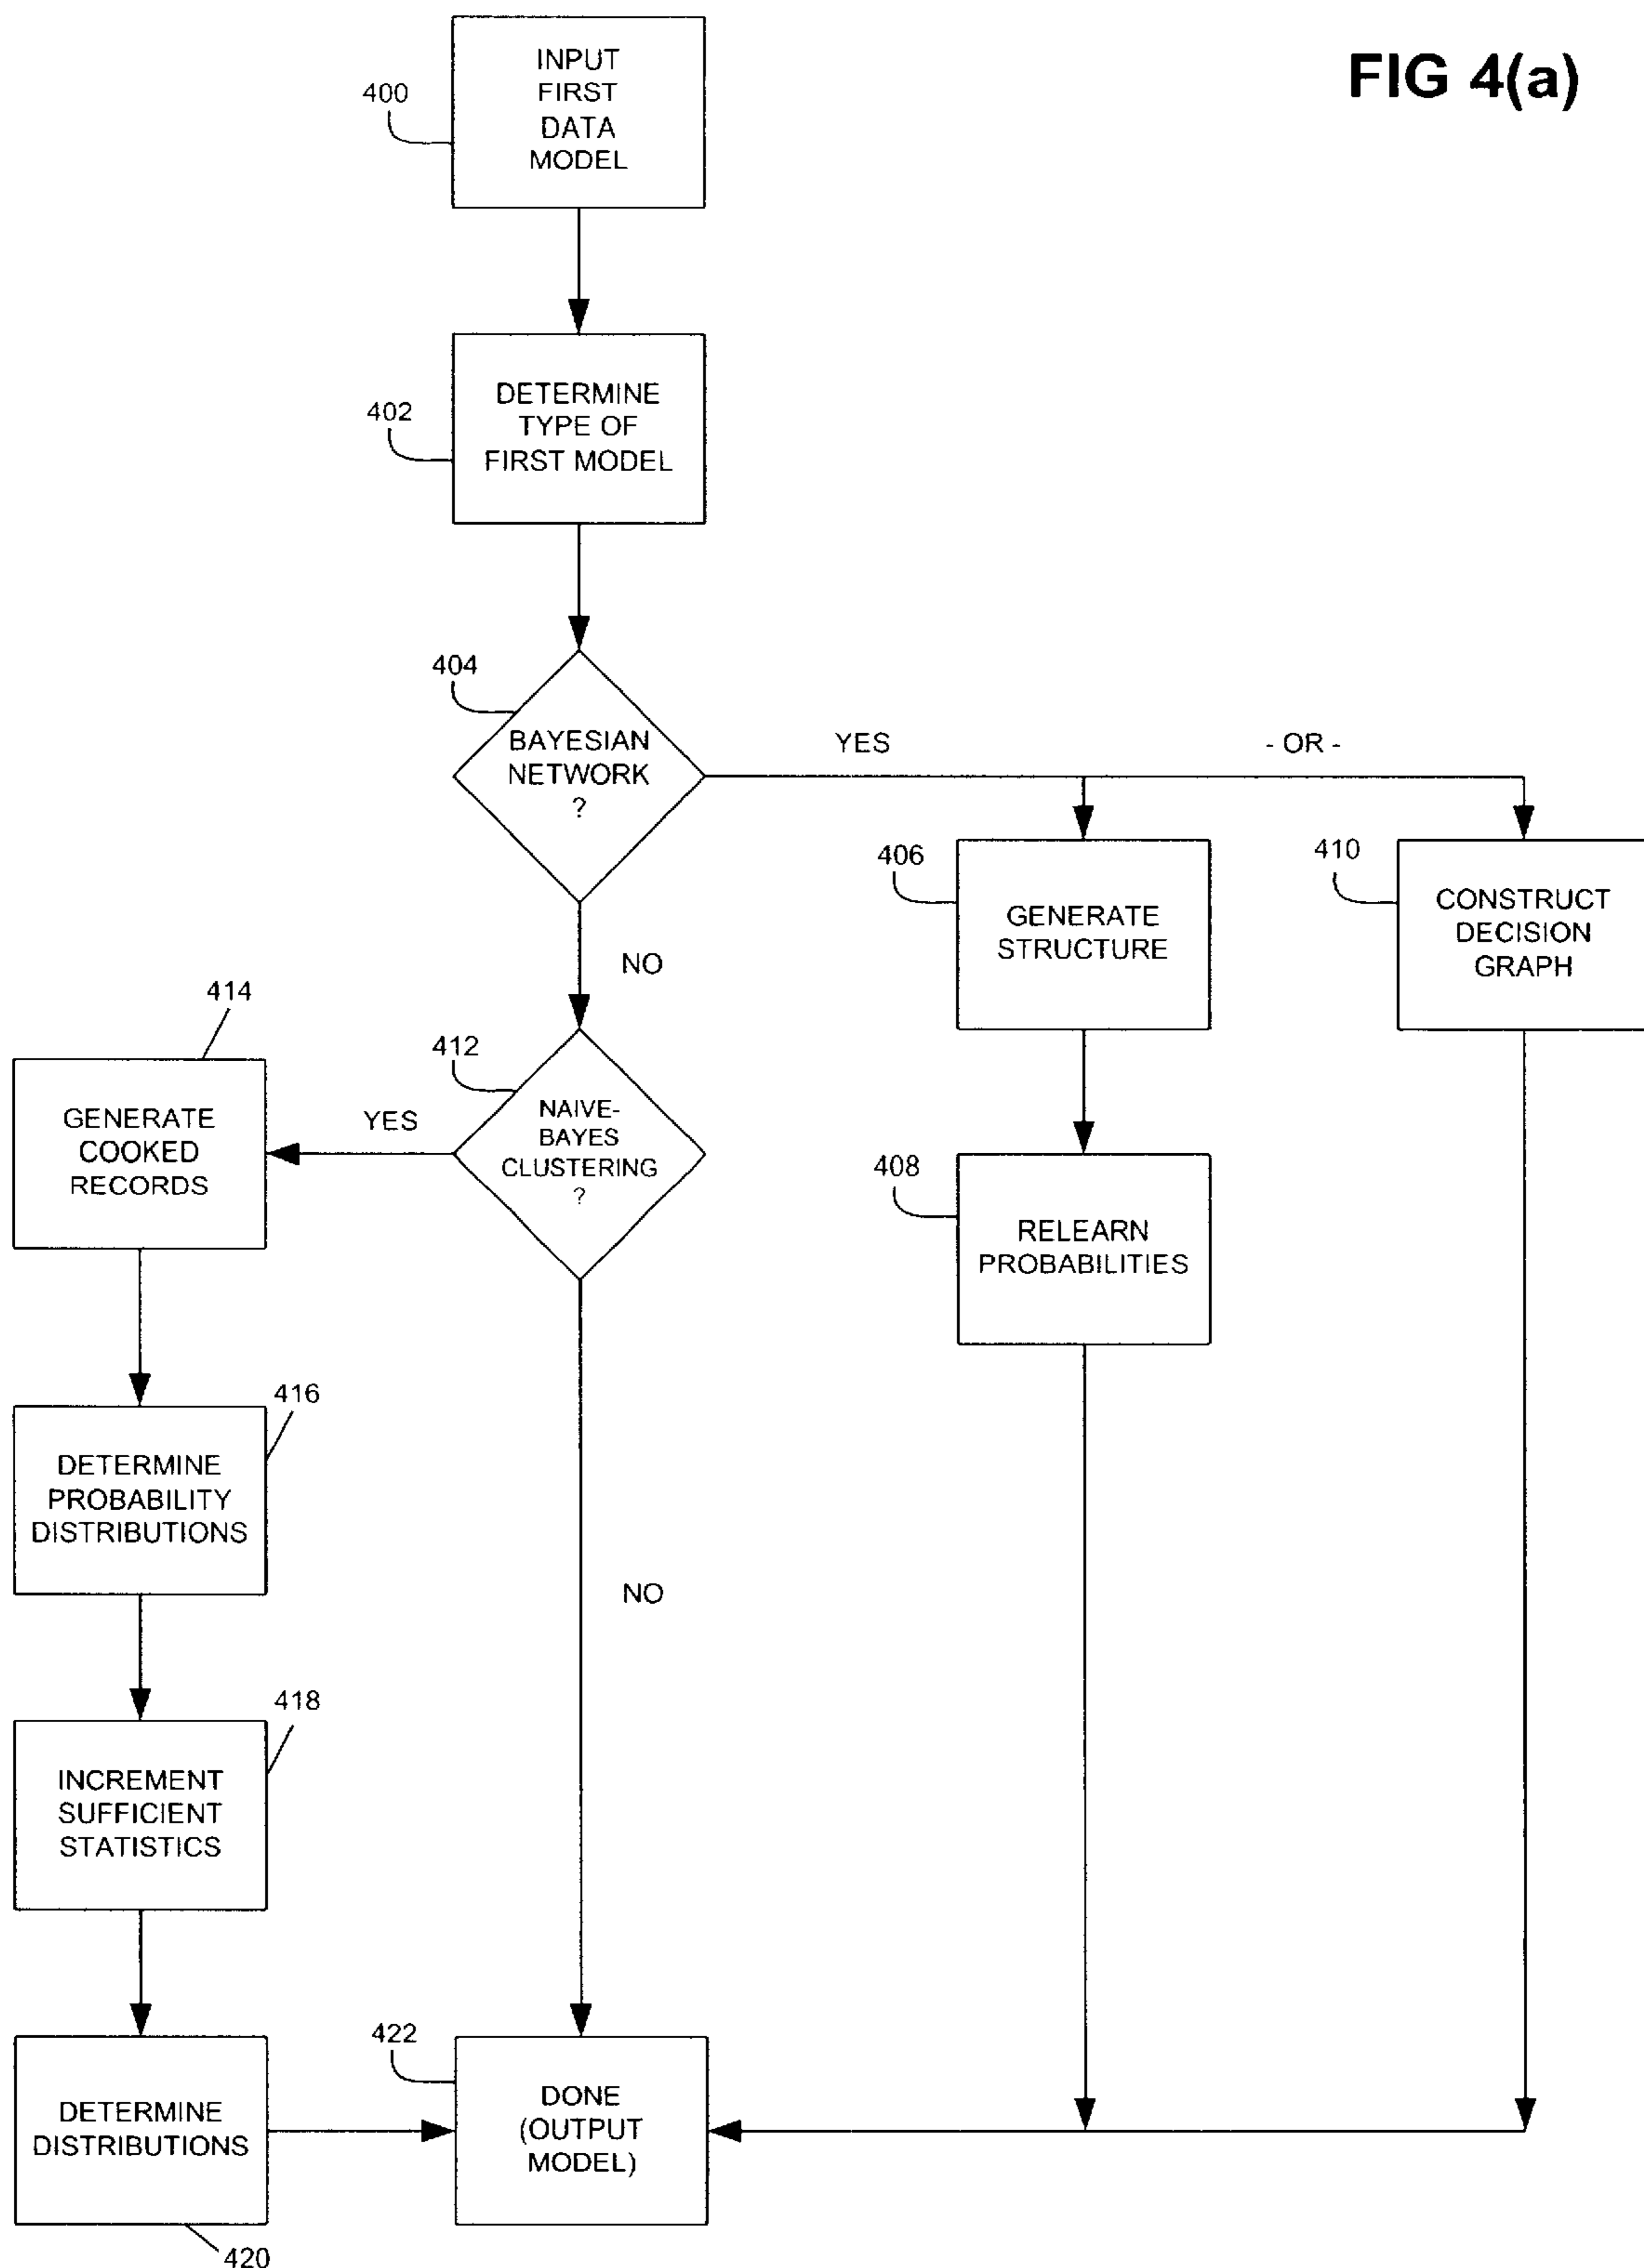 FIG 4(a)
400
INPUT
FIRST
DATA
MODEL
402
DETERMINE
TYPE OF
FIRST MODEL
404
BAYESIAN
NETWORK
?
YES
- OR -
NO
406
GENERATE
STRUCTURE
410
CONSTRUCT
DECISION
GRAPH
408
RELEARN
PROBABILITIES
412
NAIVE-
BAYES
CLUSTERING
?
YES
NO
414
GENERATE
COOKED
RECORDS
416
DETERMINE
PROBABILITY
DISTRIBUTIONS
418
INCREMENT
SUFFICIENT
STATISTICS
DETERMINE
DISTRIBUTIONS
420
422
DONE
(OUTPUT
MODEL)